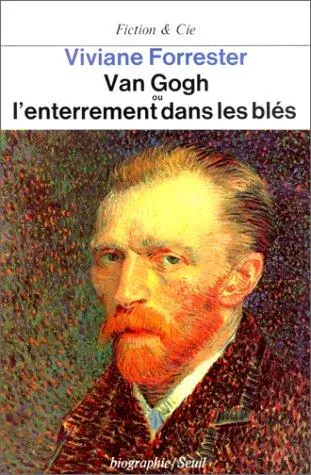 Fiction & Cie
Viviane Forrester
Van Gogh
ou
l'enterrement dans les blés
biographie/Seuil